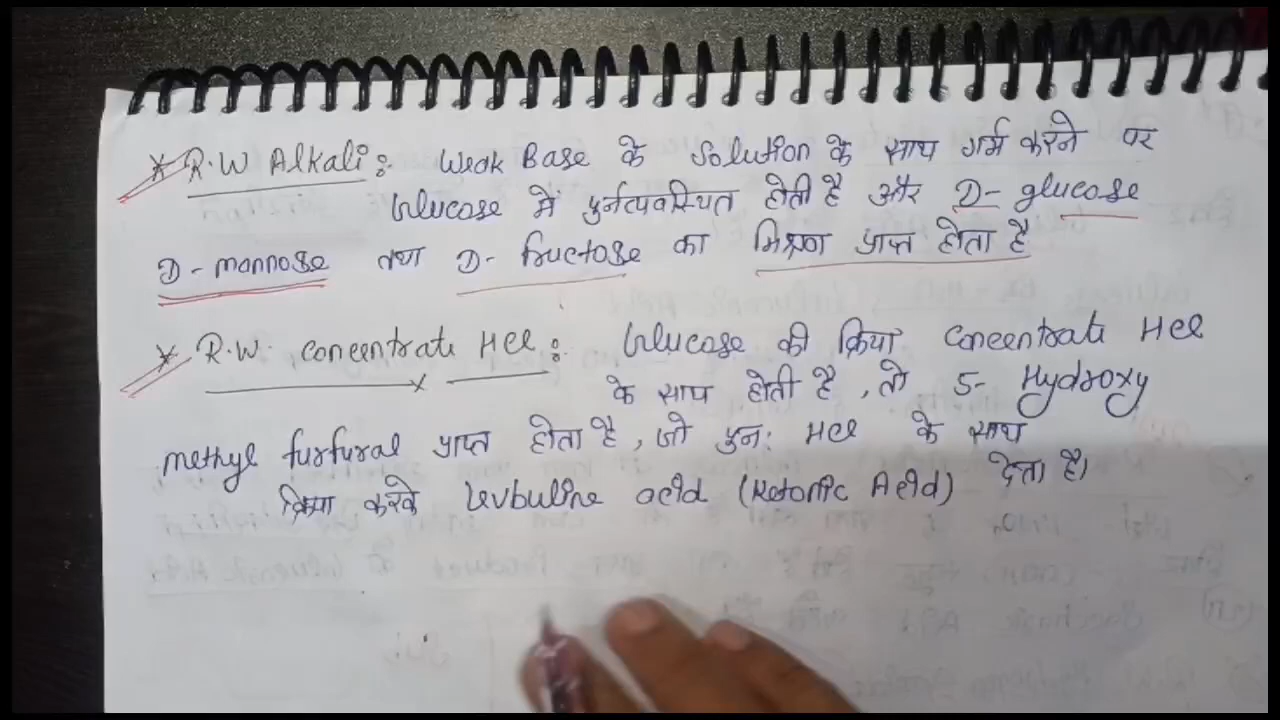 * R.W Alkali: Weak Base के Solution के साथ गर्म करने पर
Glucose में पुर्नव्यवस्थित होती है और D- glucose
D- mannose तथा D- fructose का मिश्रण प्राप्त होता है
* R.W. concentrate HCl: Glucose की क्रिया Concentrate HCl
के साथ होती है, तो 5- Hydroxy
methyl furfural प्राप्त होता है, जो पुन: HCl के साथ
क्रिया करके Levbuline acid (Ketonic Acid) देता है।